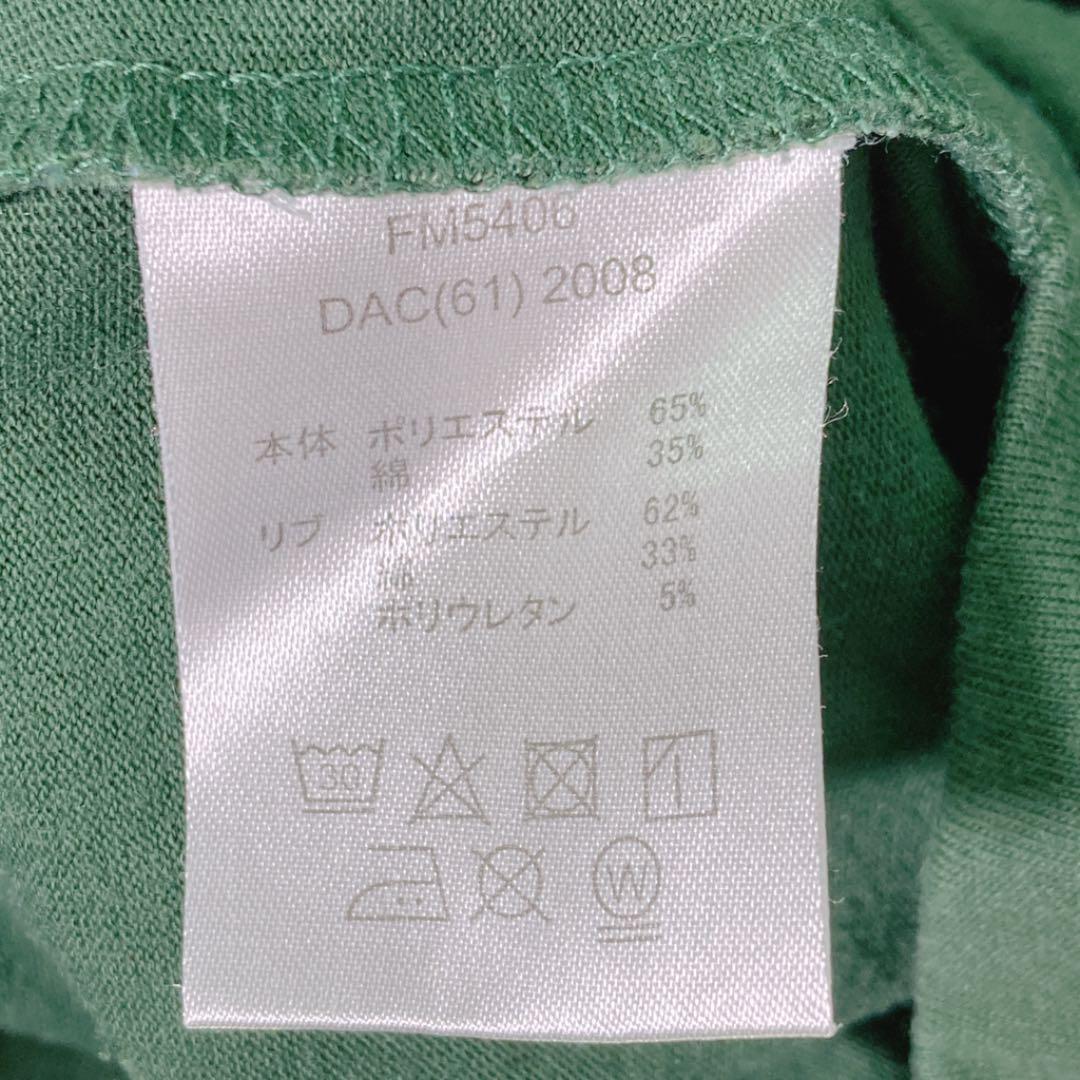 FM5406
DAC(61) 2008
本体 ポリエステル 65%
綿 35%
リブ ポリエステル 62%
33%
ポリウレタン 5%
30
W